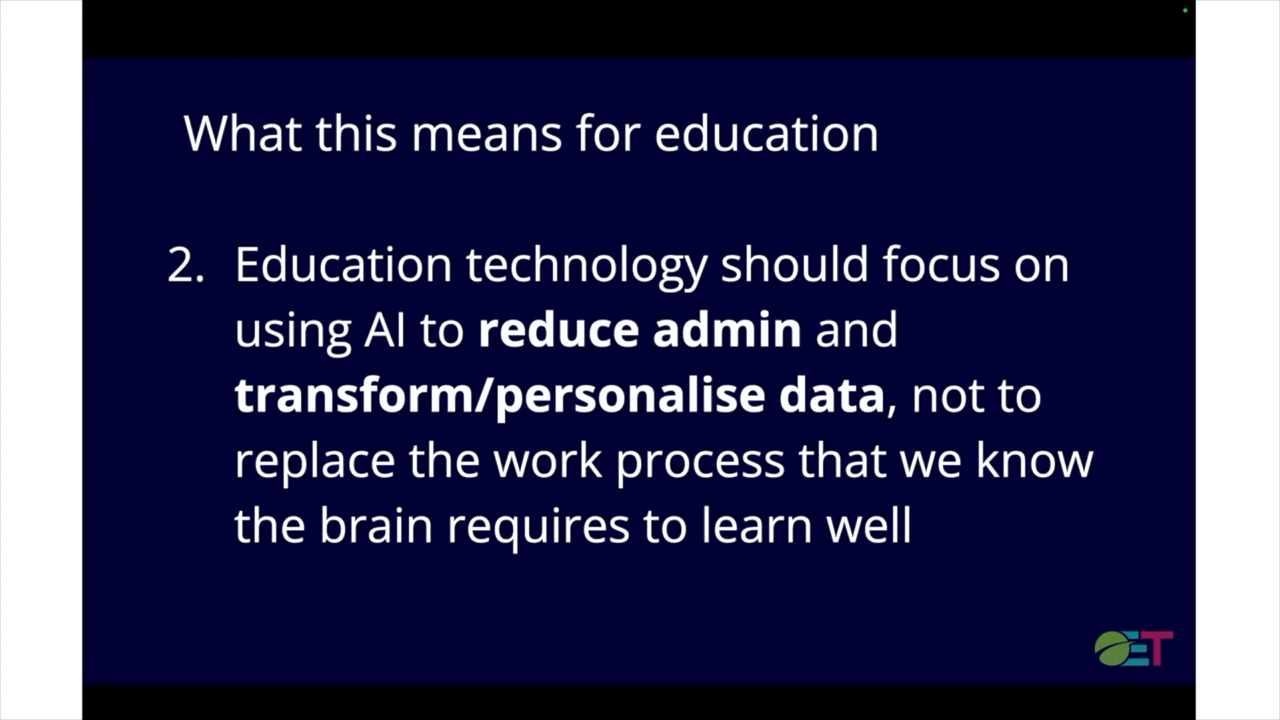 What this means for education
2. Education technology should focus on
using AI to reduce admin and
transform/personalise data, not to
replace the work process that we know
the brain requires to learn well
ET